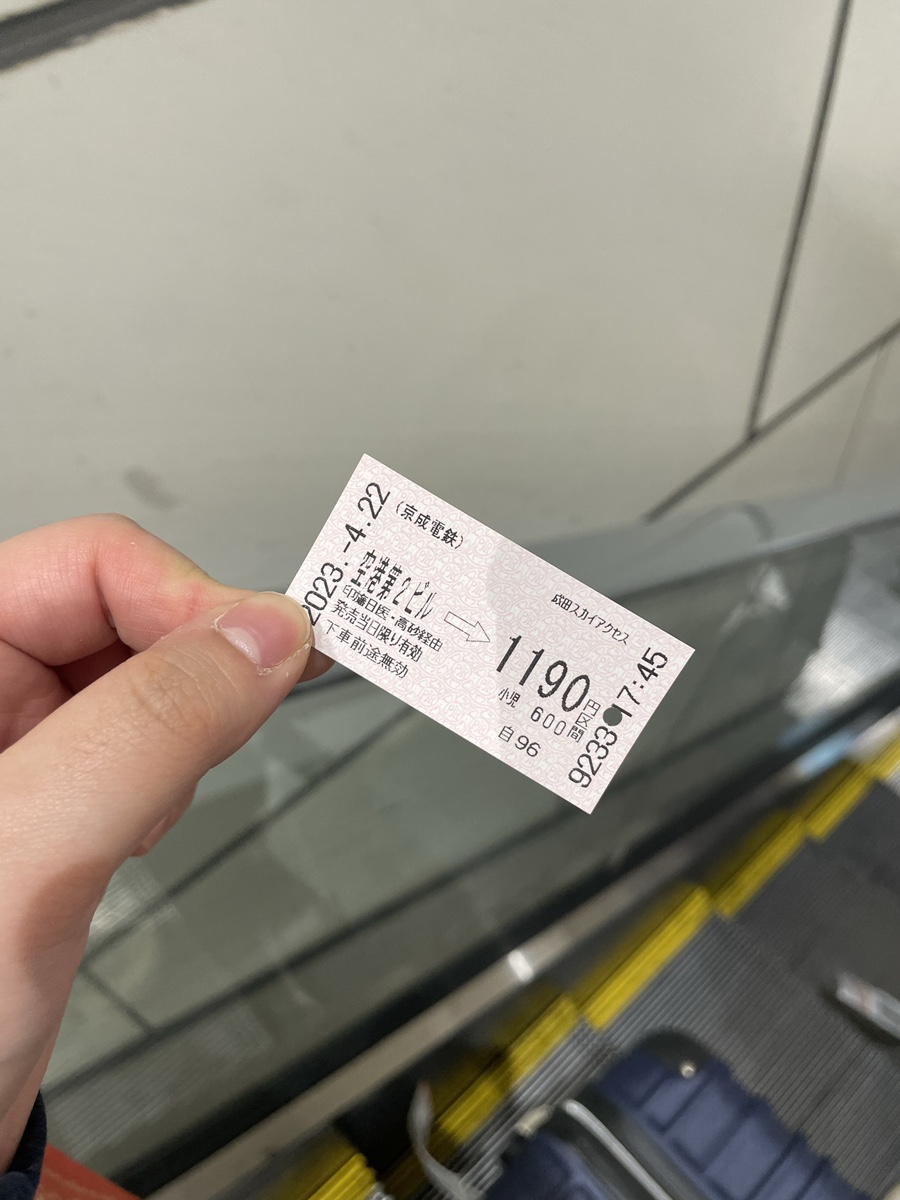 2023.-4.22
(京成電鉄)
成田スカイアクセス
空港第2ビル → 1190円区間
印旛日医・高砂経由
小児 600
発売当日限り有効
下車前途無効
自96
9233 17:45